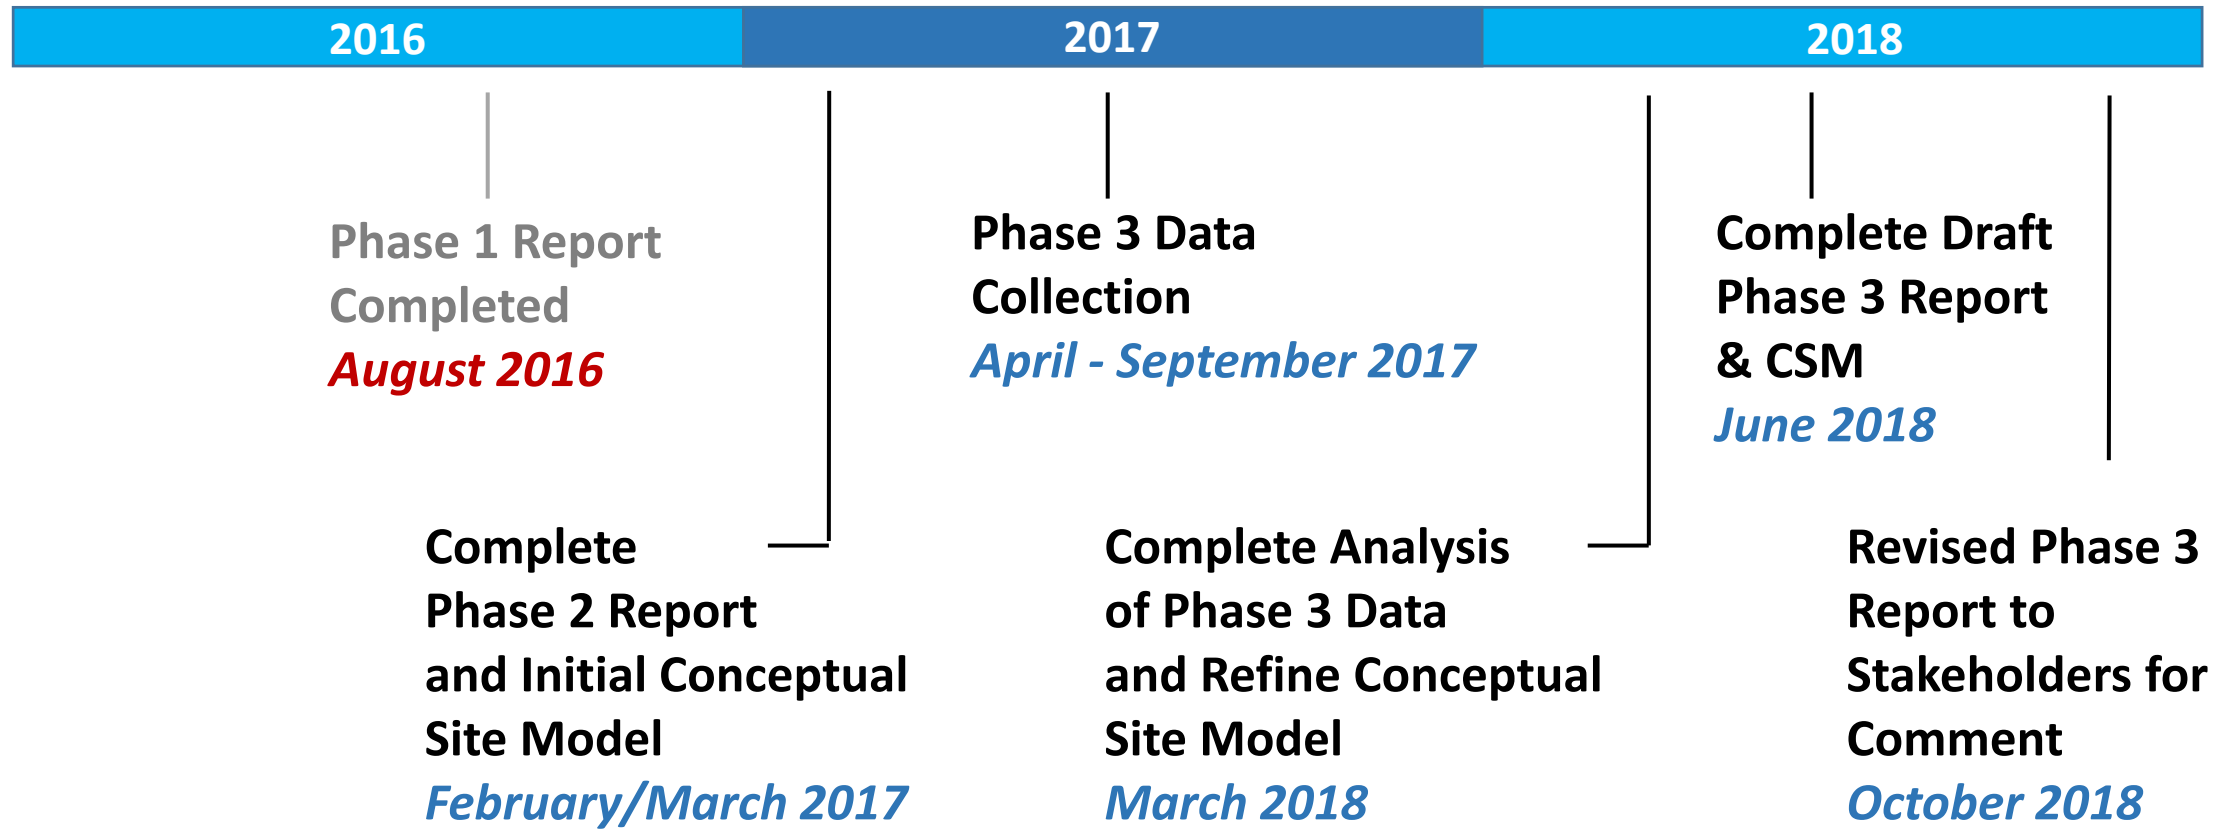 2016
2017
2018
Phase 1 Report
Completed
August 2016
Phase 3 Data
Collection
April - September 2017
Complete Draft
Phase 3 Report
& CSM
June 2018
Complete
Phase 2 Report
and Initial Conceptual
Site Model
February/March 2017
Complete Analysis
of Phase 3 Data
and Refine Conceptual
Site Model
March 2018
Revised Phase 3
Report to
Stakeholders for
Comment
October 2018